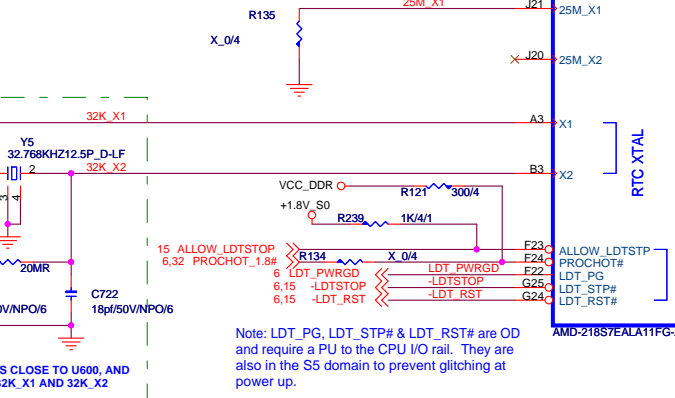 25M_X1
R135
X_0/4
J21
25M_X1
J20
25M_X2
32K_X1
A3
X1
Y5
32.768KHZ12.5P_D-LF
2
32K_X2
B3
X2
RTC XTAL
3
4
VCC_DDR
R121
300/4
+1.8V_S0
R239
1K/4/1
15 ALLOW_LDTSTOP
F23
ALLOW_LDTSTP
6,32 PROCHOT_1.8#
R134
X_0/4
F24
PROCHOT#
20MR
6 LDT_PWRGD
LDT_PWRGD
F22
LDT_PG
6,15 -LDTSTOP
-LDTSTOP
G25
LDT_STP#
6,15 -LDT_RST
-LDT_RST
G24
LDT_RST#
C722
0V/NPO/6
18pf/50V/NPO/6
AMD-218S7EALA11FG-
Note: LDT_PG, LDT_STP# & LDT_RST# are OD
and require a PU to the CPU I/O rail. They are
also in the S5 domain to prevent glitching at
power up.
S CLOSE TO U600, AND
32K_X1 AND 32K_X2